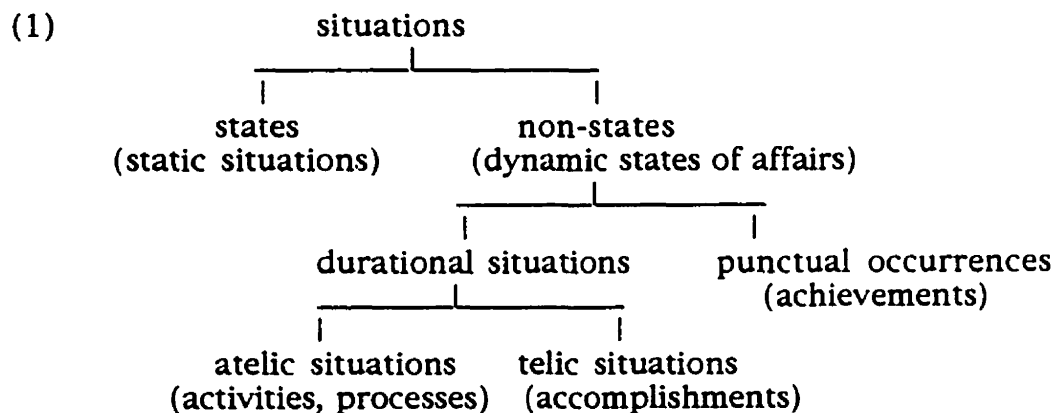 (1) situations
states non-states
(static situations) (dynamic states of affairs)
durational situations punctual occurrences
(achievements)
atelic situations telic situations
(activities, processes) (accomplishments)